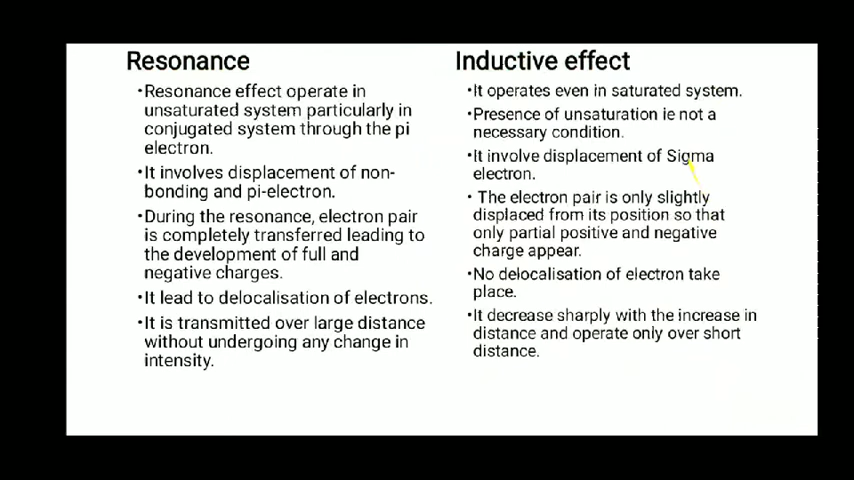 Resonance
•Resonance effect operate in
unsaturated system particularly in
conjugated system through the pi
electron.
•It involves displacement of non-
bonding and pi-electron.
•During the resonance, electron pair
is completely transferred leading to
the development of full and
negative charges.
•It lead to delocalisation of electrons.
•It is transmitted over large distance
without undergoing any change in
intensity.
Inductive effect
•It operates even in saturated system.
•Presence of unsaturation ie not a
necessary condition.
•It involve displacement of Sigma
electron.
• The electron pair is only slightly
displaced from its position so that
only partial positive and negative
charge appear.
•No delocalisation of electron take
place.
•It decrease sharply with the increase in
distance and operate only over short
distance.